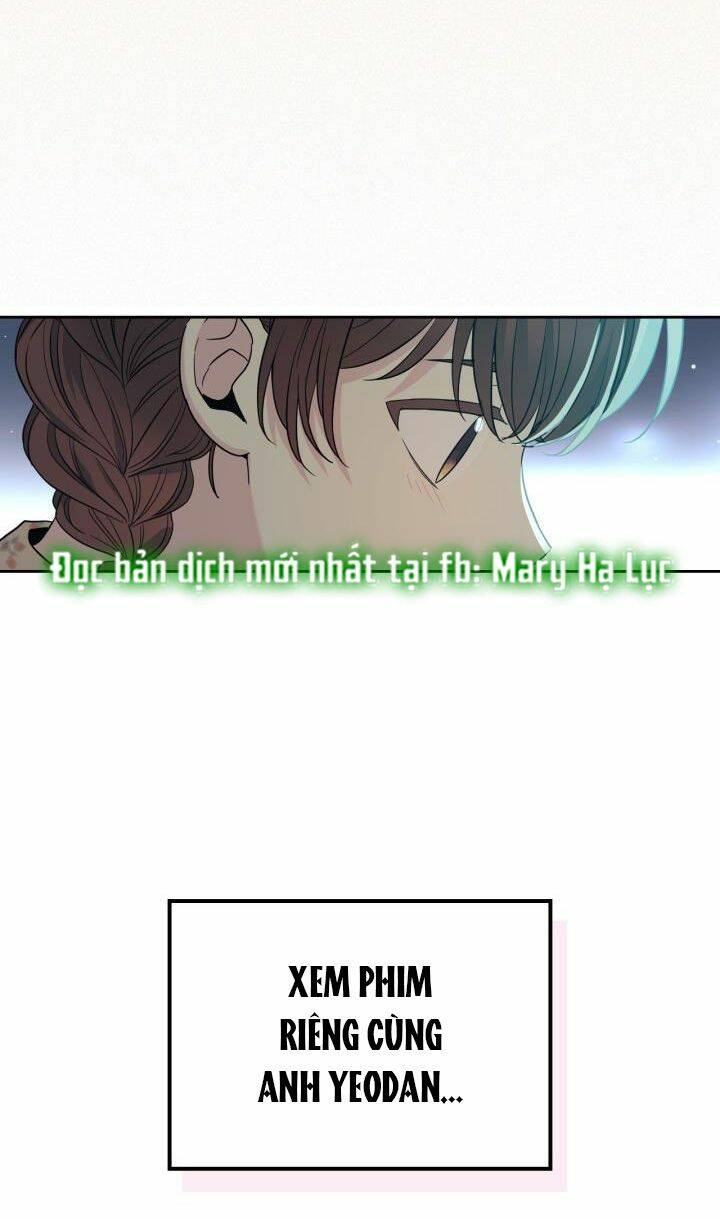 Đọc bản dịch mới nhất tại fb: Mary Hạ Lục
XEM PHIM
RIÊNG CÙNG
ANH YEODAN...